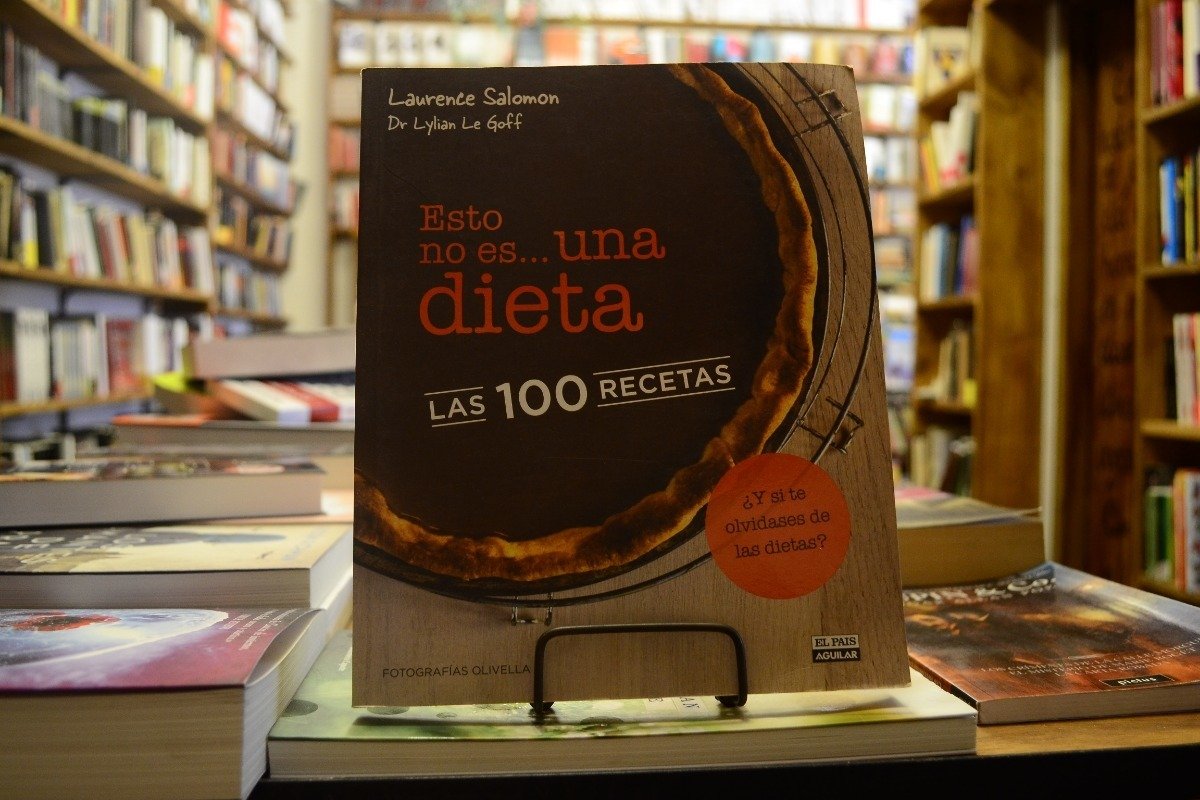 Laurence Salomon
Dr Lylian Le Goff
Esto
no es... una
dieta
LAS 100 RECETAS
¿Y si te
olvidases de
las dietas?
EL PAIS
AGUILAR
FOTOGRAFÍAS OLIVELLA
pictus